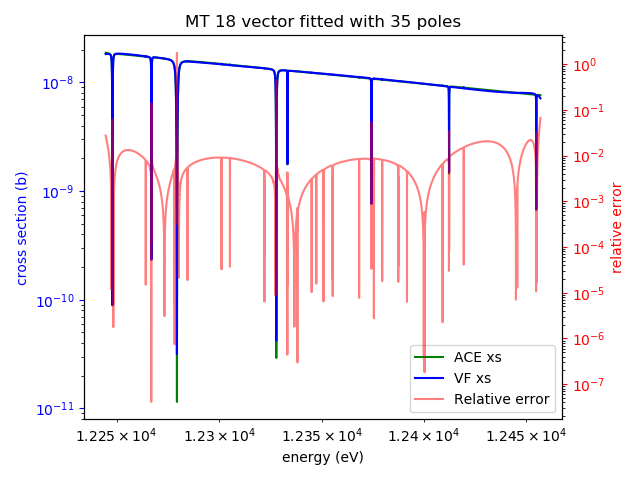 MT 18 vector fitted with 35 poles
10⁻⁸
10⁻⁹
10⁻¹⁰
10⁻¹¹
cross section (b)
10⁰
10⁻¹
10⁻²
10⁻³
10⁻⁴
10⁻⁵
10⁻⁶
10⁻⁷
relative error
ACE xs
VF xs
Relative error
1.225 × 10⁴ 1.23 × 10⁴ 1.235 × 10⁴ 1.24 × 10⁴ 1.245 × 10⁴
energy (eV)